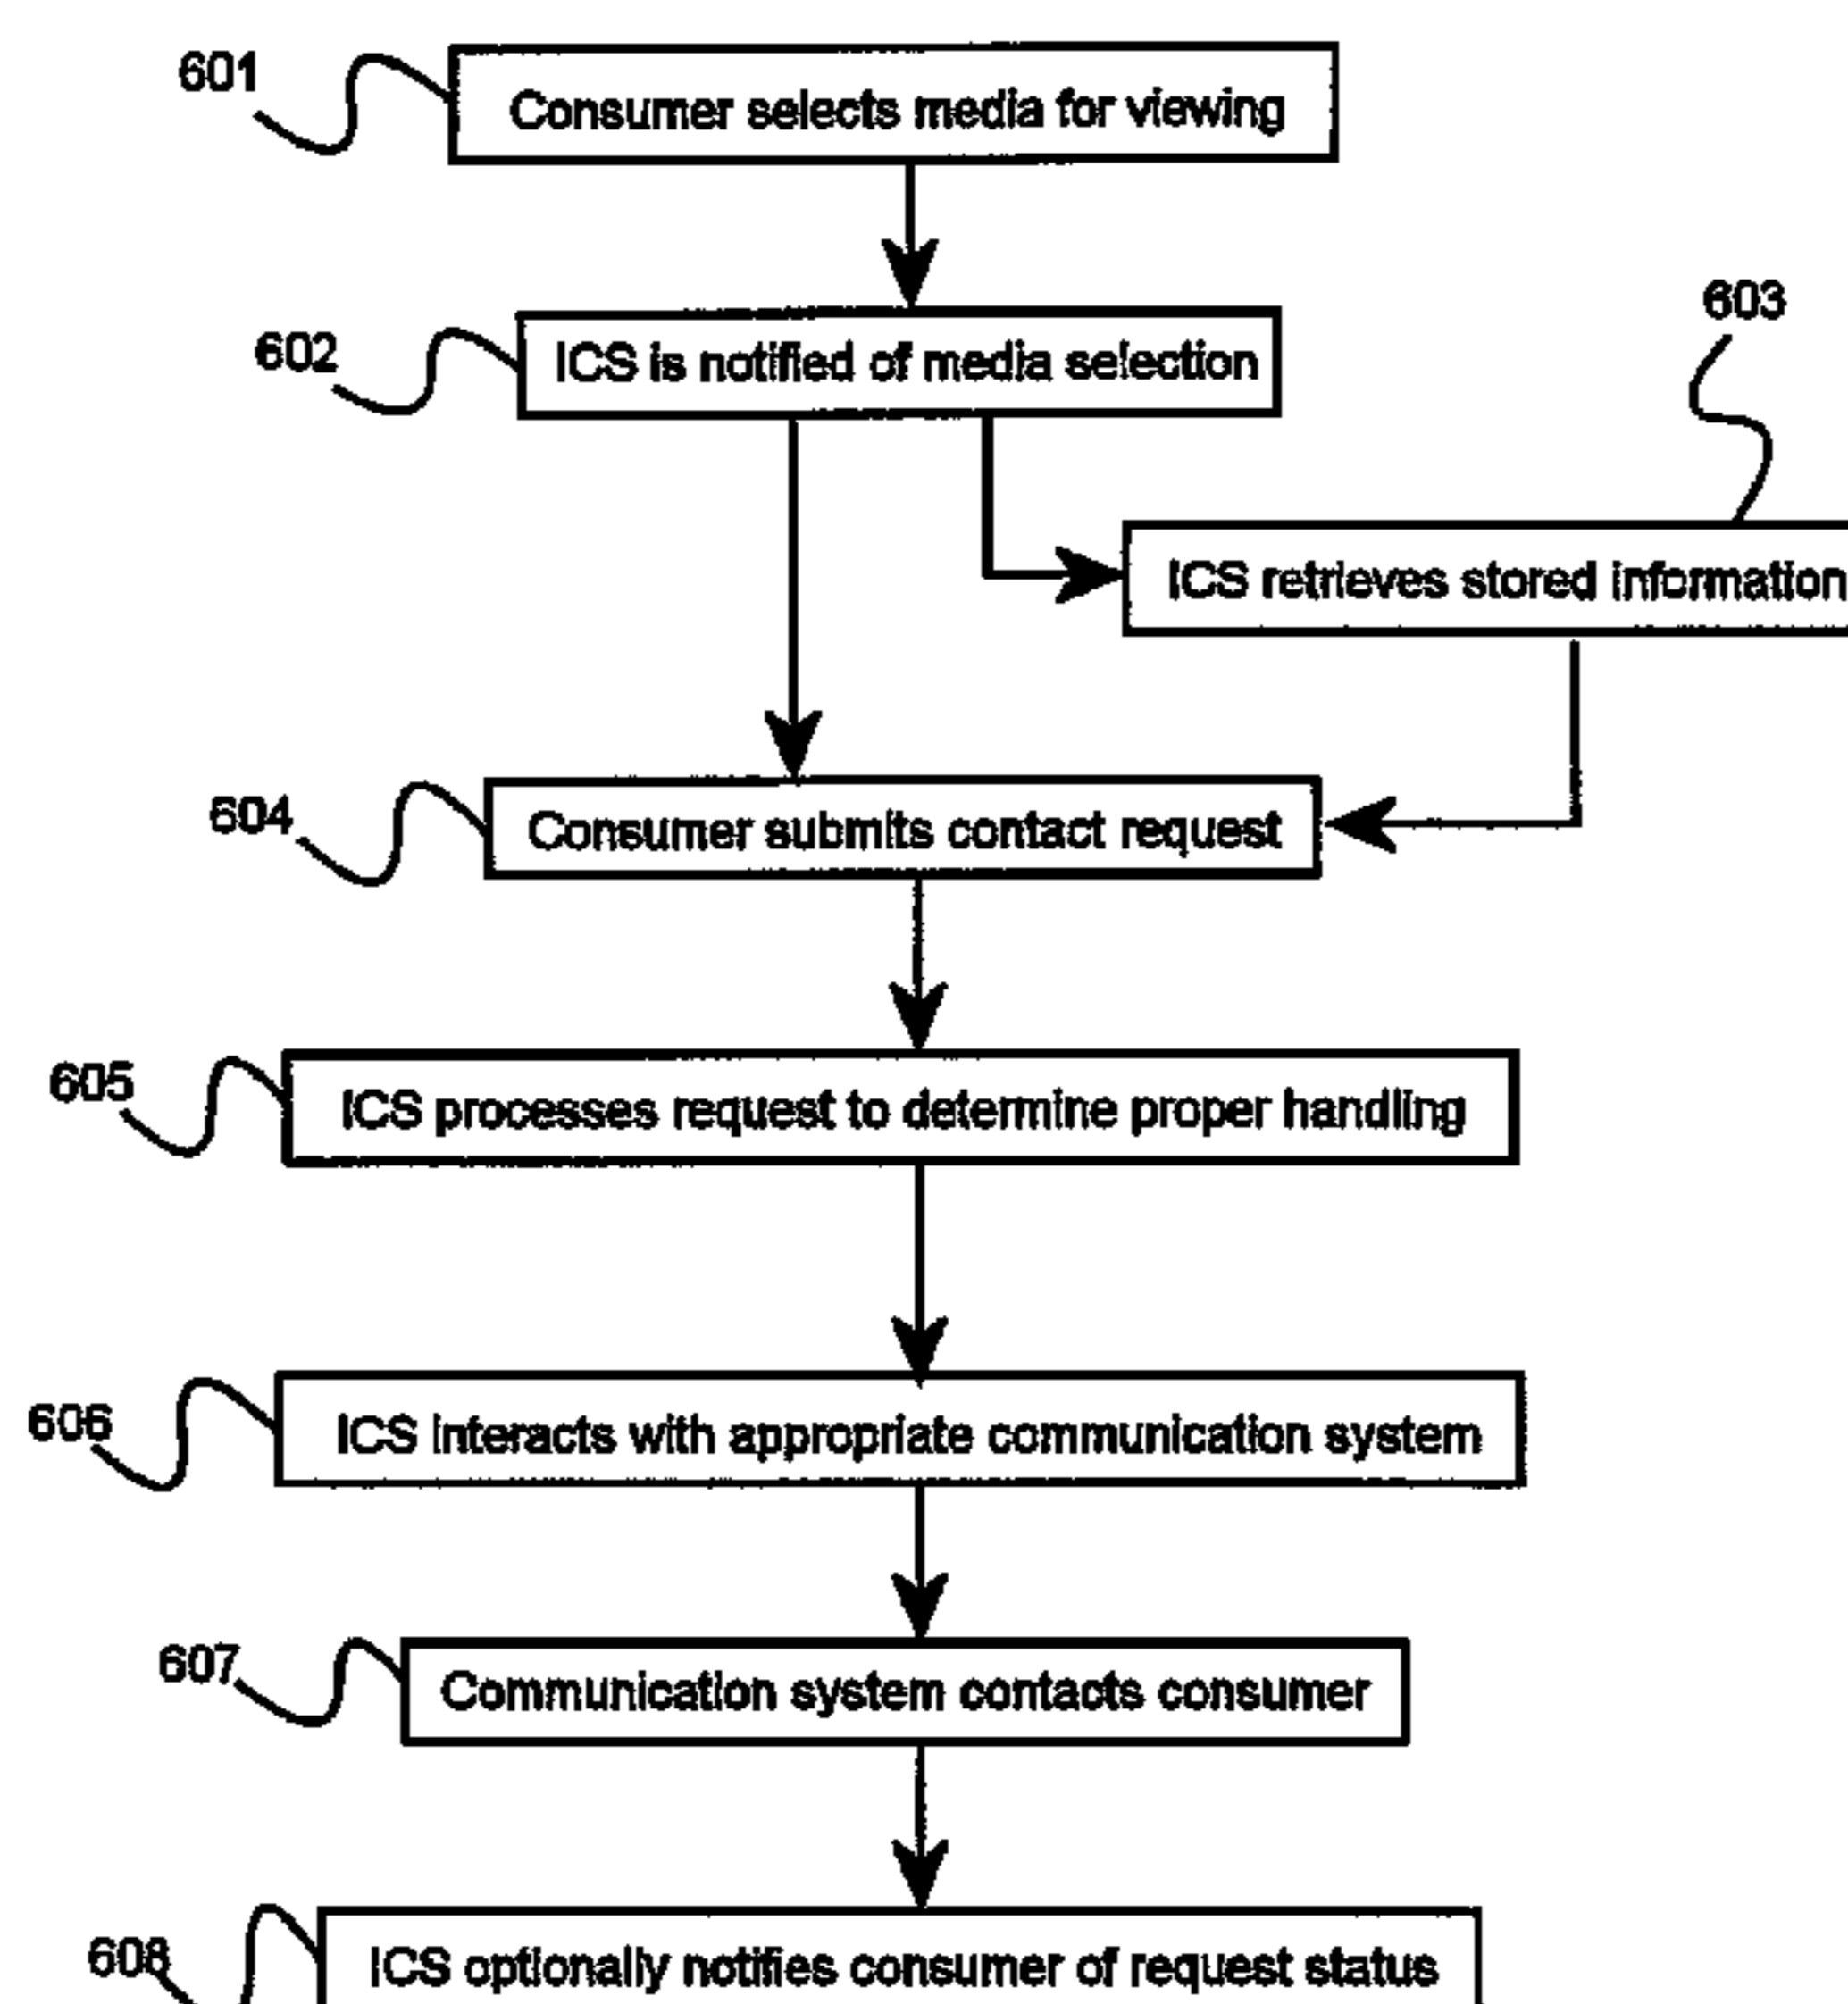 601
Consumer selects media for viewing
602
ICS is notified of media selection
603
ICS retrieves stored information
604
Consumer submits contact request
605
ICS processes request to determine proper handling
606
ICS interacts with appropriate communication system
607
Communication system contacts consumer
608
ICS optionally notifies consumer of request status